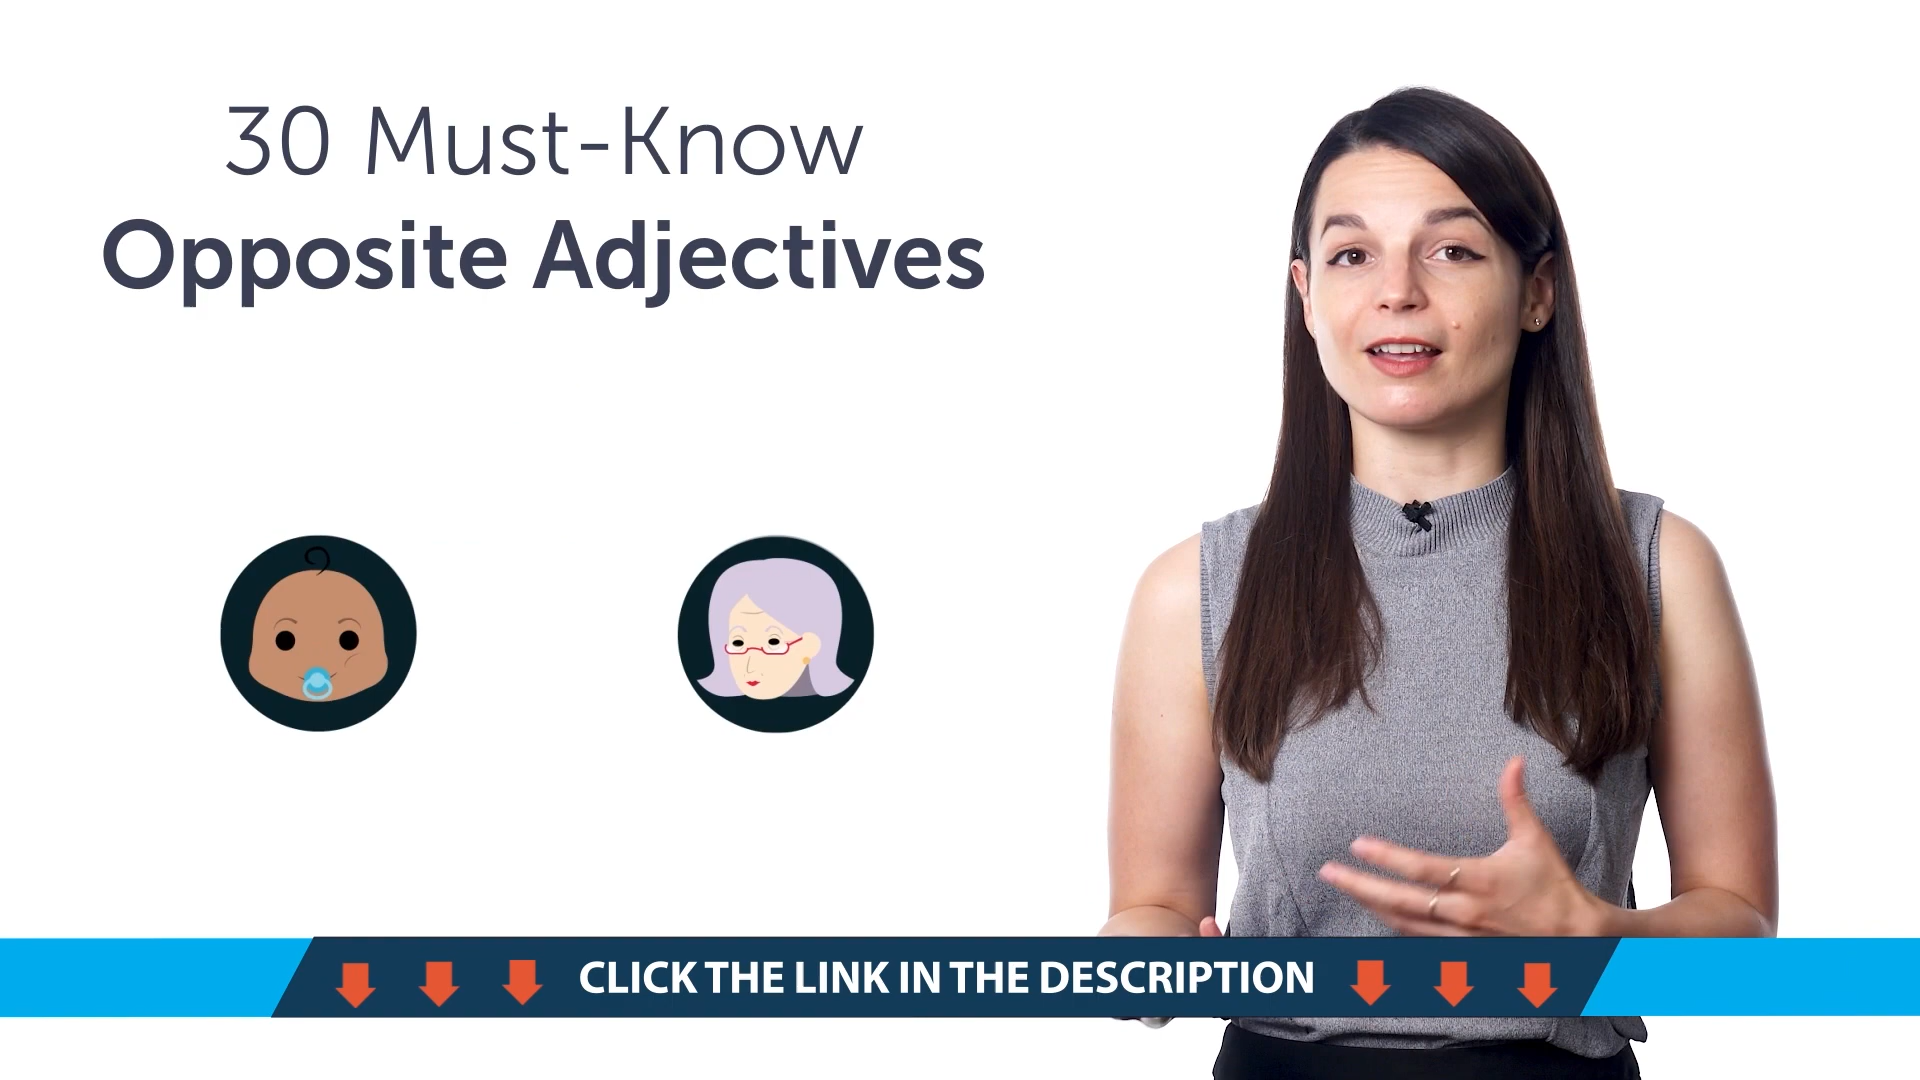 30 Must-Know
Opposite Adjectives
CLICK THE LINK IN THE DESCRIPTION